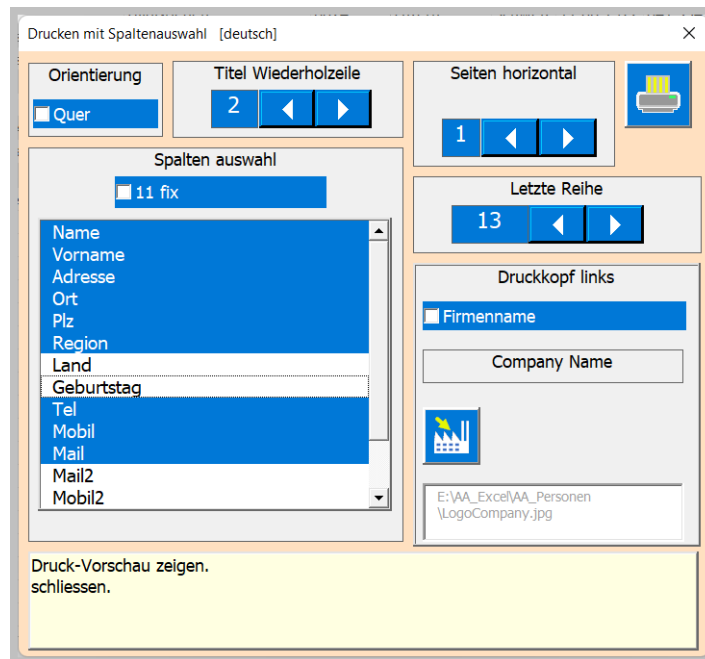 Drucken mit Spaltenauswahl [deutsch]
Orientierung
Quer
Titel Wiederholzeile
2
Seiten horizontal
1
Spalten auswahl
11 fix
Name
Vorname
Adresse
Ort
Plz
Region
Land
Geburtstag
Tel
Mobil
Mail
Mail2
Mobil2
Letzte Reihe
13
Druckkopf links
Firmenname
Company Name
E:\AA_Excel\AA_Personen
\LogoCompany.jpg
Druck-Vorschau zeigen.
schliessen.